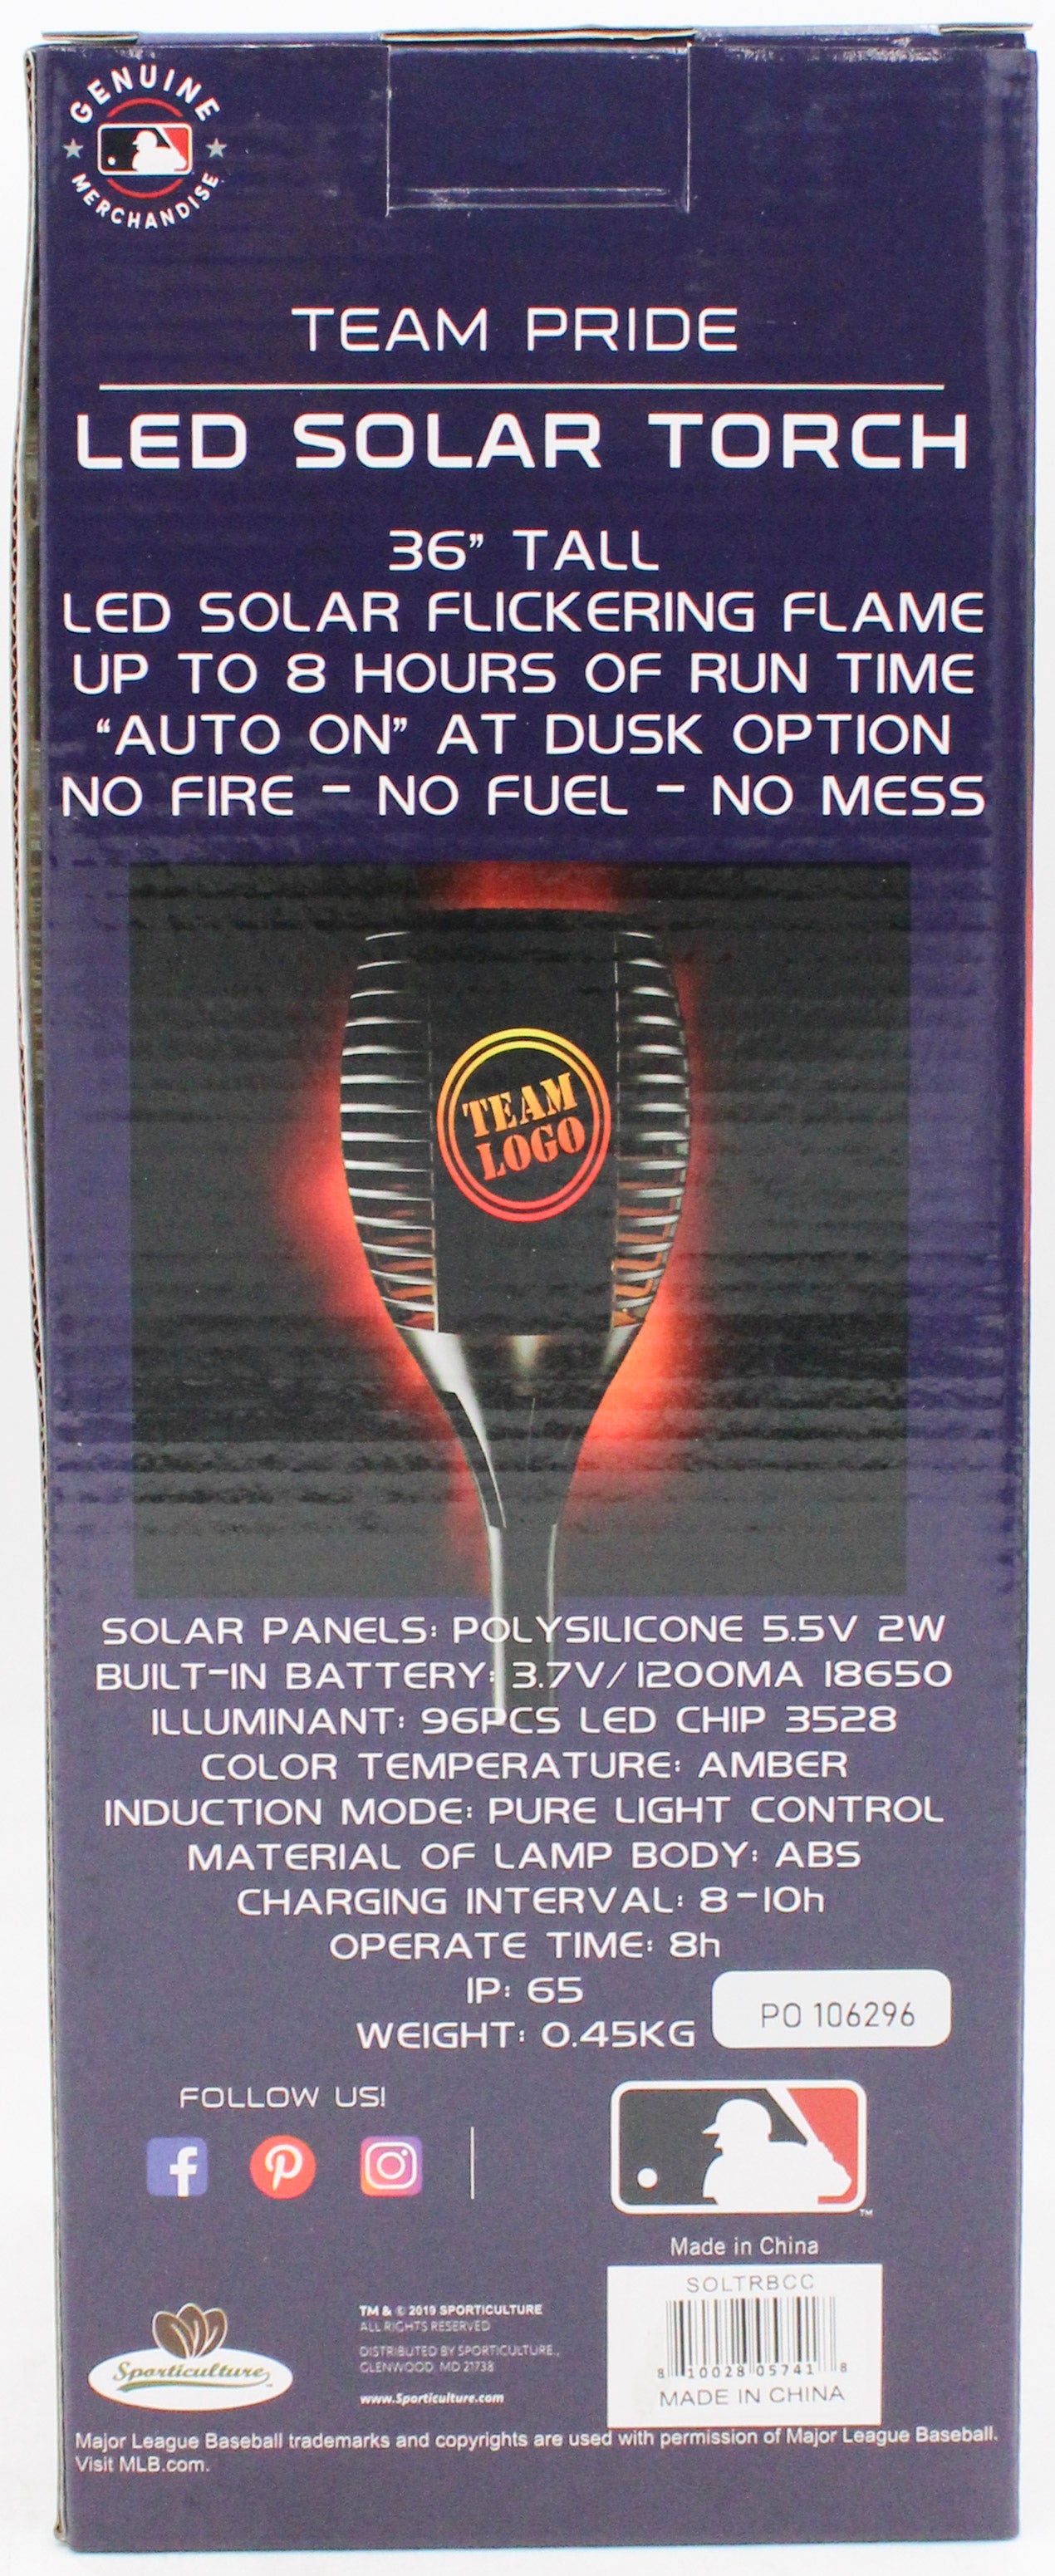 GENUINE
MERCHANDISE
TEAM PRIDE
LED SOLAR TORCH
36” TALL
LED SOLAR FLICKERING FLAME
UP TO 8 HOURS OF RUN TIME
“AUTO ON” AT DUSK OPTION
NO FIRE – NO FUEL – NO MESS
TEAM
LOGO
SOLAR PANELS: POLYSILICONE 5.5V 2W
BUILT-IN BATTERY: 3.7V/1200MA 18650
ILLUMINANT: 96PCS LED CHIP 3528
COLOR TEMPERATURE: AMBER
INDUCTION MODE: PURE LIGHT CONTROL
MATERIAL OF LAMP BODY: ABS
CHARGING INTERVAL: 8-10h
OPERATE TIME: 8h
IP: 65
WEIGHT: 0.45KG
PO 106296
FOLLOW US!
TM
Made in China
SOLTRBCC
8 10028 05741 8
MADE IN CHINA
Sporticulture
TM & © 2019 SPORTICULTURE
ALL RIGHTS RESERVED
DISTRIBUTED BY SPORTICULTURE.,
GLENWOOD, MD 21738
www.Sporticulture.com
Major League Baseball trademarks and copyrights are used with permission of Major League Baseball.
Visit MLB.com.